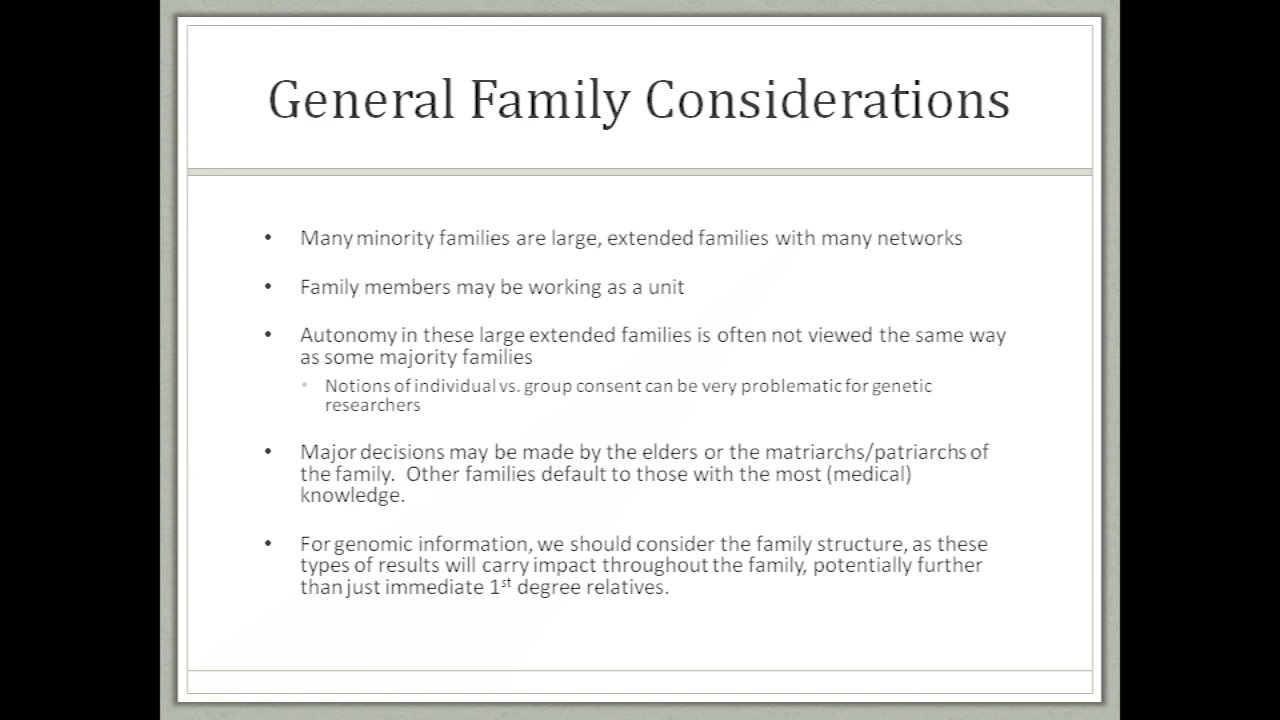 General Family Considerations
• Many minority families are large, extended families with many networks
• Family members may be working as a unit
• Autonomy in these large extended families is often not viewed the same way
as some majority families
• Notions of individual vs. group consent can be very problematic for genetic
researchers
• Major decisions may be made by the elders or the matriarchs/patriarchs of
the family.  Other families default to those with the most (medical)
knowledge.
• For genomic information, we should consider the family structure, as these
types of results will carry impact throughout the family, potentially further
than just immediate 1st degree relatives.